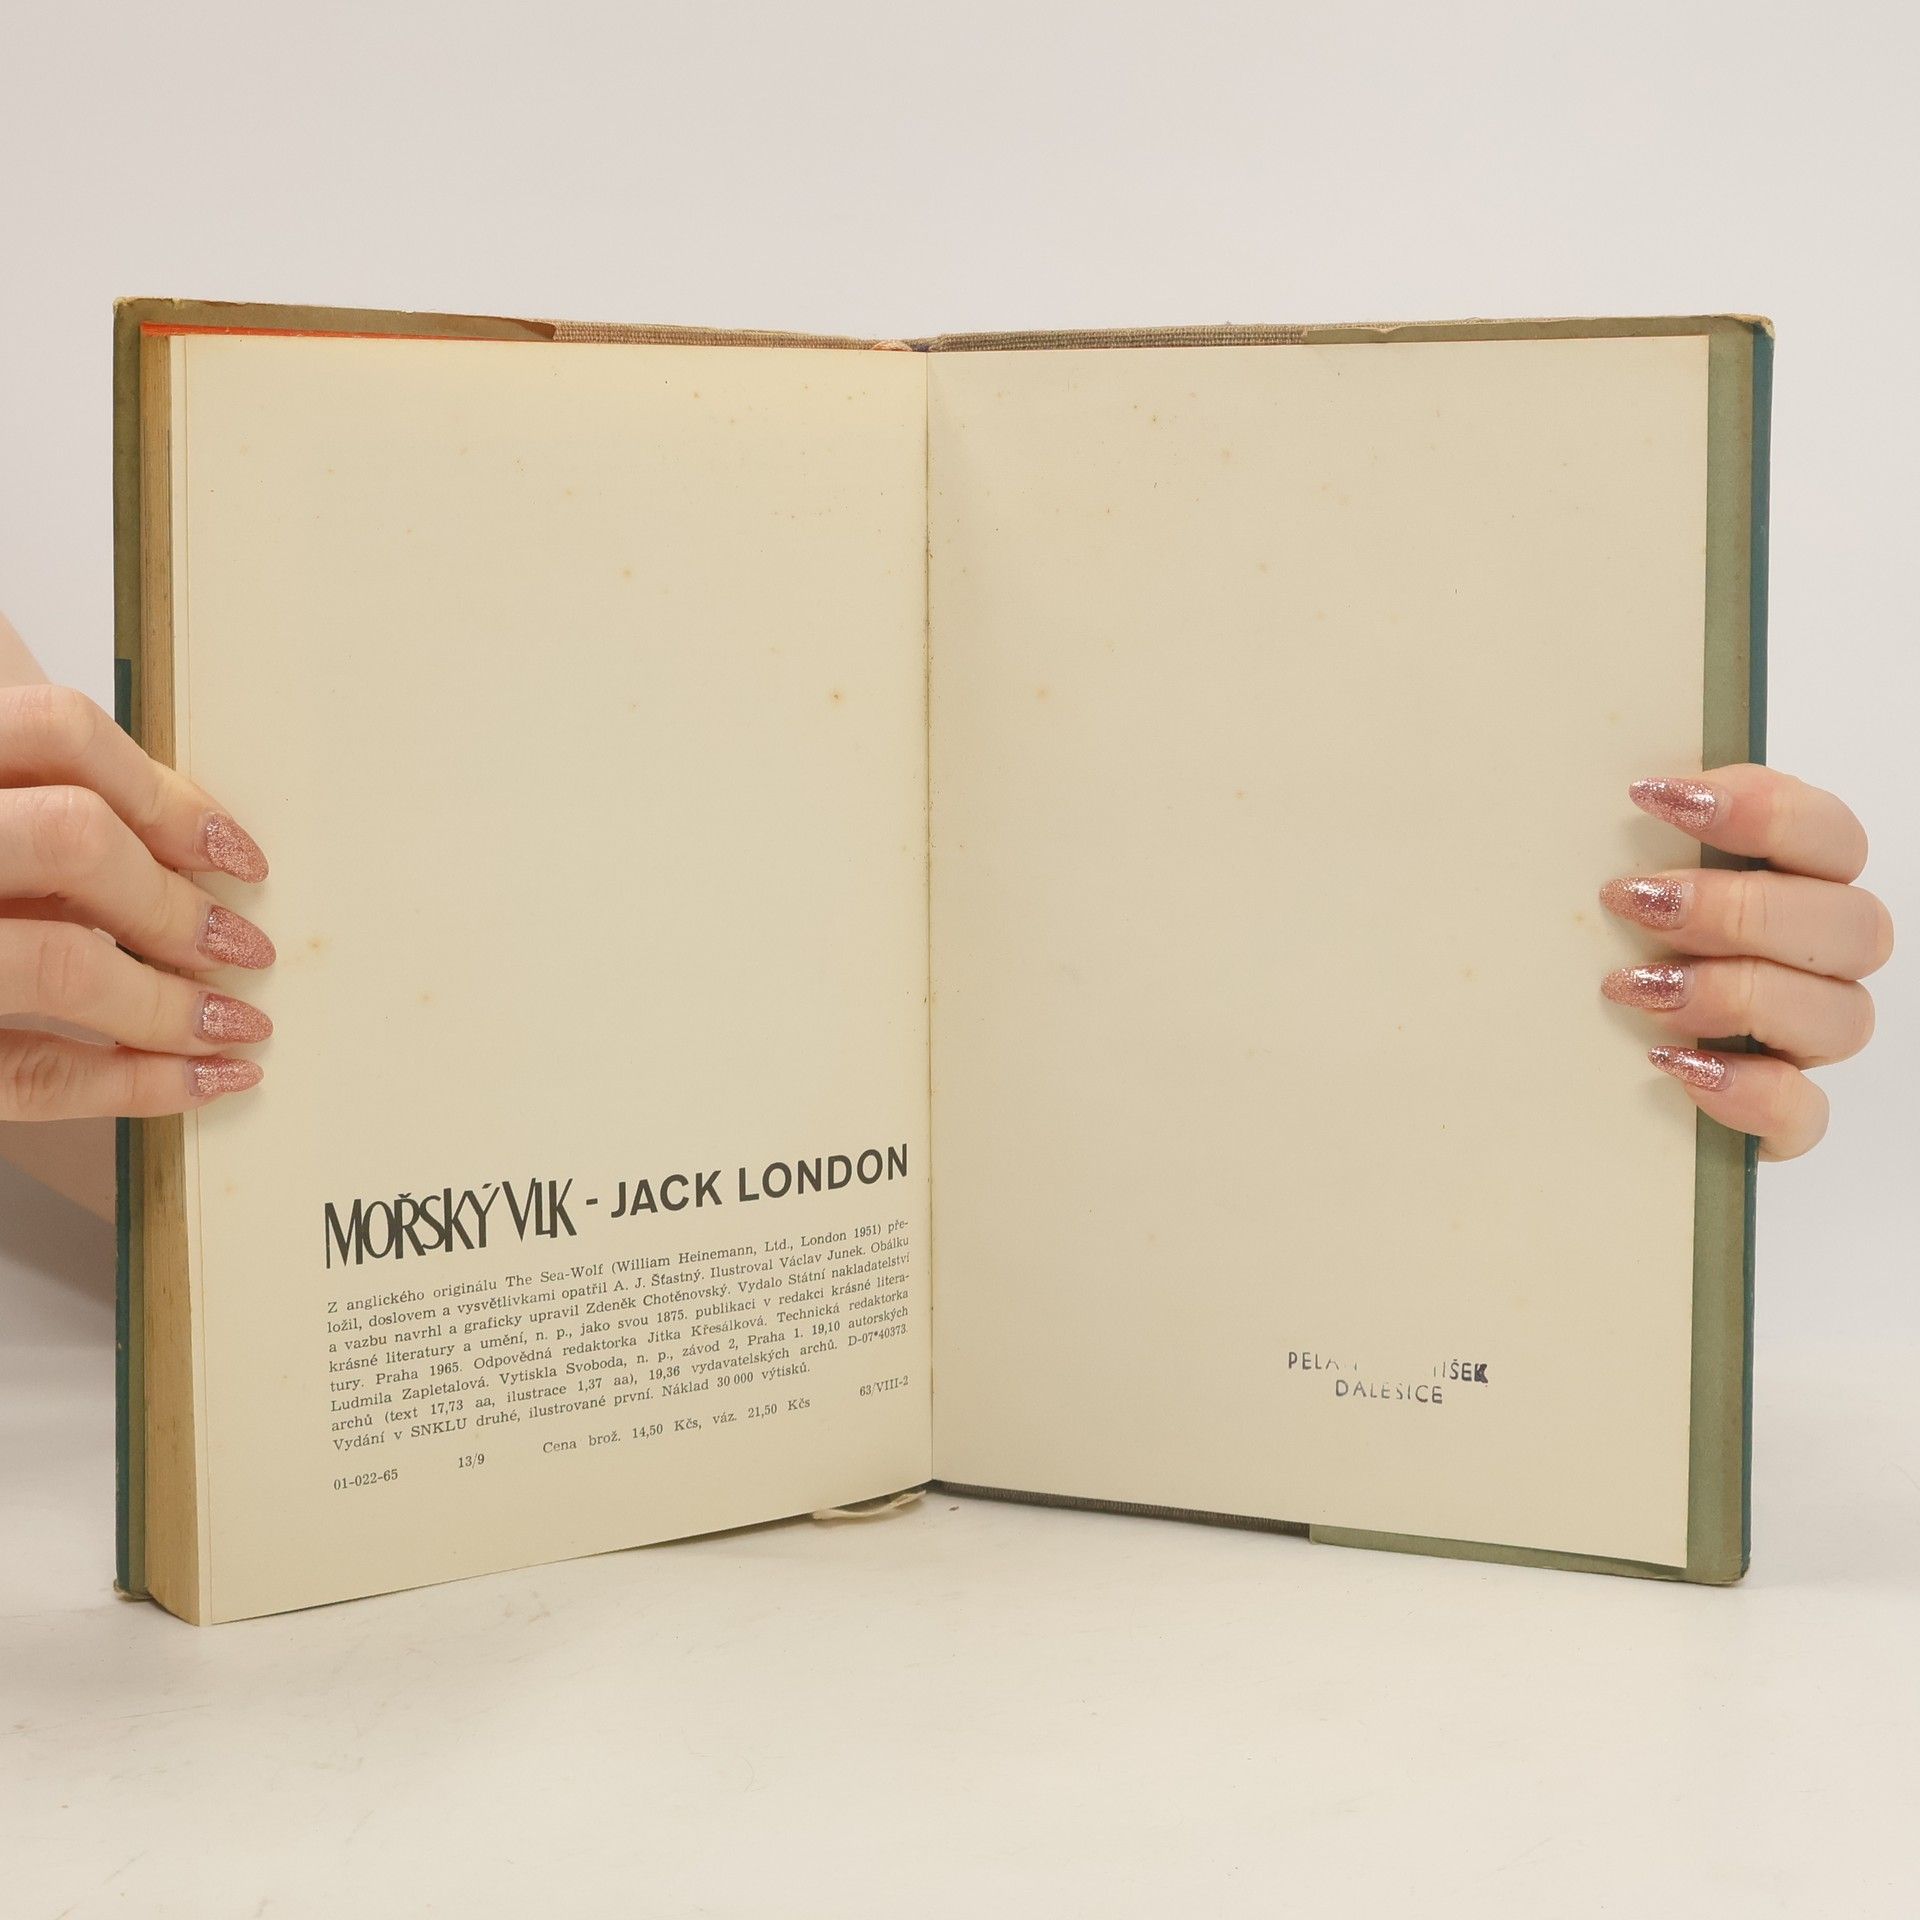 MOŘSKÝ VLK - JACK LONDON
Z anglického originálu The Sea-Wolf (William Heinemann, Ltd., London 1951) pře-
ložil, doslovem a vysvětlivkami opatřil A. J. Šťastný. Ilustroval Václav Junek. Obálku
a vazbu navrhl a graficky upravil Zdeněk Chotěnovský. Vydalo Státní nakladatelství
krásné literatury a umění, n. p., jako svou 1875. publikaci v redakci krásné litera-
tury. Praha 1965. Odpovědná redaktorka Jitka Křesálková. Technická redaktorka
Ludmila Zapletalová. Vytiskla Svoboda, n. p., závod 2, Praha 1. 19,10 autorských
archů (text 17,73 aa, ilustrace 1,37 aa), 19,36 vydavatelských archů. D-07*40373.
Vydání v SNKLU druhé, ilustrované první. Náklad 30 000 výtisků.
63/VIII-2
01-022-65 13/9 Cena brož. 14,50 Kčs, váz. 21,50 Kčs
DALEŠICE